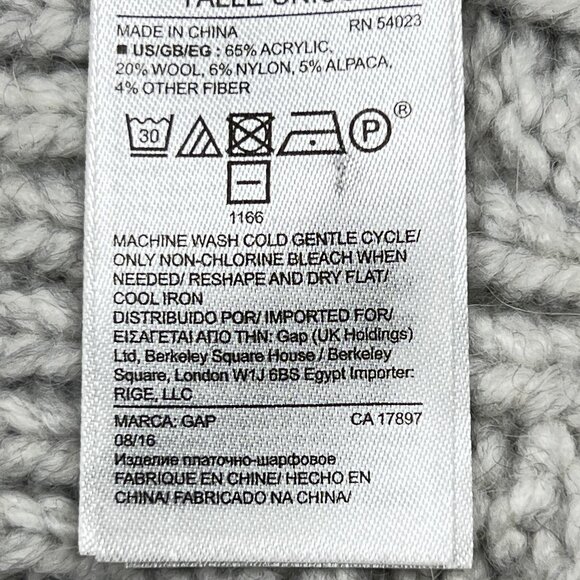 TALLE ÚNICO
MADE IN CHINA RN 54023
■ US/GB/EG : 65% ACRYLIC,
20% WOOL, 6% NYLON, 5% ALPACA,
4% OTHER FIBER
30 P ®
1166
MACHINE WASH COLD GENTLE CYCLE/
ONLY NON-CHLORINE BLEACH WHEN
NEEDED/ RESHAPE AND DRY FLAT/
COOL IRON
DISTRIBUIDO POR/ IMPORTED FOR/
ΕΙΣΑΓΕΤΑΙ ΑΠΟ ΤΗΝ: Gap (UK Holdings)
Ltd, Berkeley Square House / Berkeley
Square, London W1J 6BS Egypt Importer:
RIGE, LLC
MARCA: GAP CA 17897
08/16
Изделие платочно-шарфовое
FABRIQUE EN CHINE/ HECHO EN
CHINA/ FABRICADO NA CHINA/